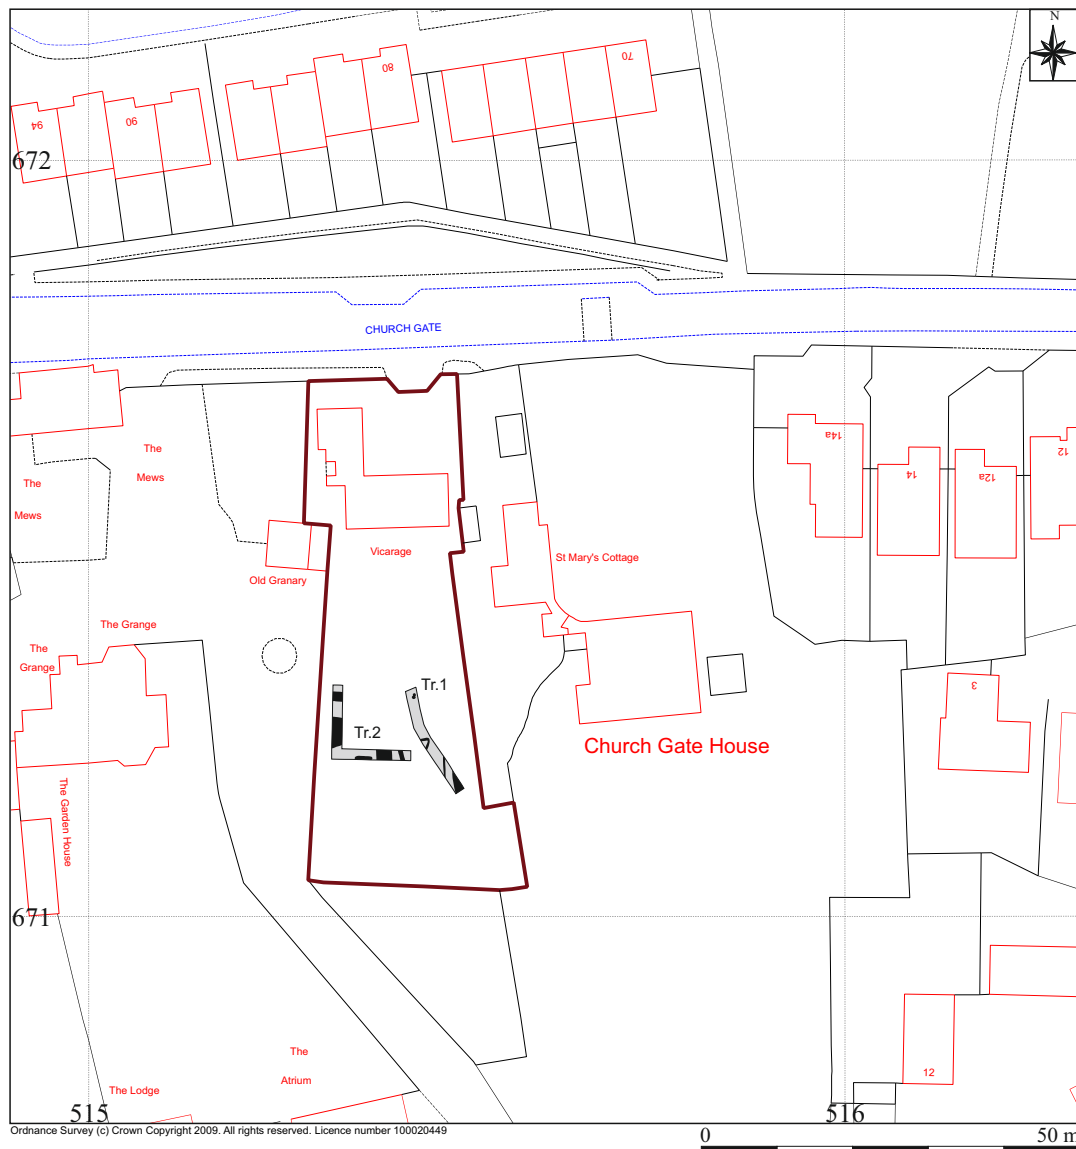 N
70
80
90
94
672
CHURCH GATE
14a
14
12a
12
The
Mews
The
Mews
Vicarage
St Mary's Cottage
Old Granary
The Grange
The
Grange
3
Tr.1
Tr.2
Church Gate House
The Garden House
671
The
Atrium
12
The Lodge
515
516
Ordnance Survey (c) Crown Copyright 2009. All rights reserved. Licence number 100020449
0
50 m